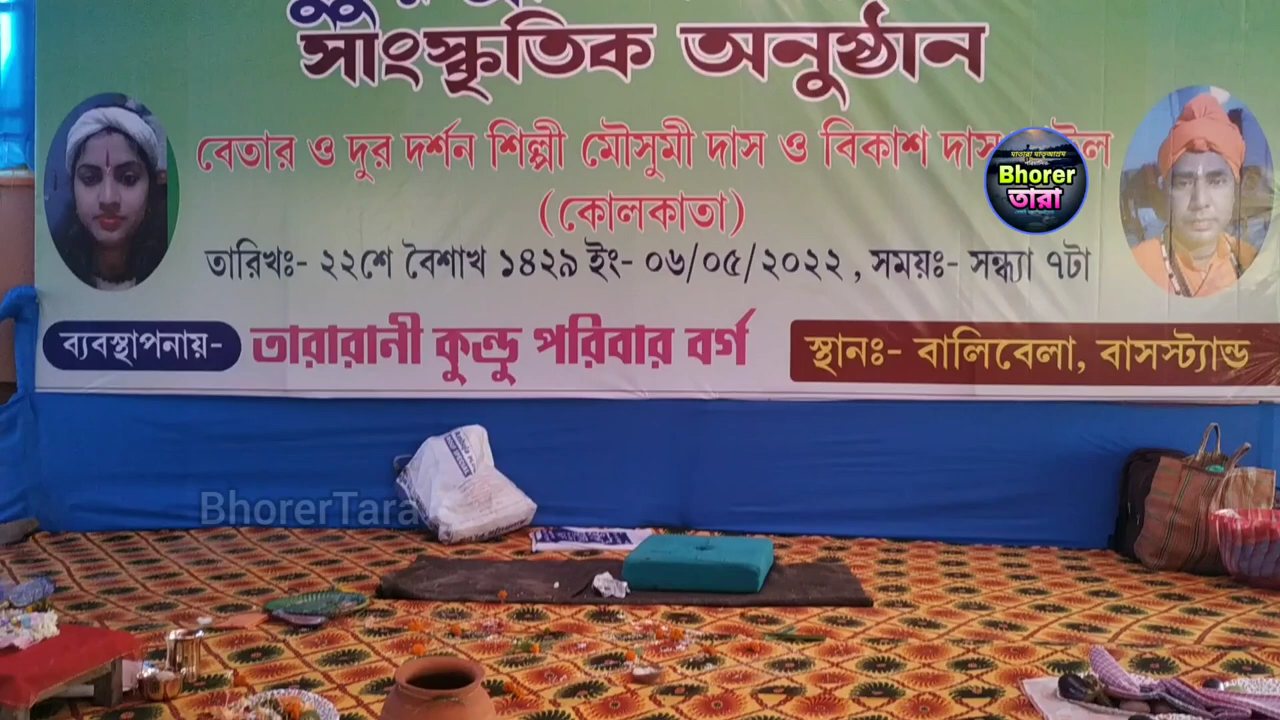 সাংস্কৃতিক অনুষ্ঠান
বেতার ও দুর দর্শন শিল্পী মৌসুমী দাস ও বিকাশ দাস
(কোলকাতা)
Bhorer
তারা
তারিখঃ- ২২শে বৈশাখ ১৪২৯ ইং- ০৬/০৫/২০২২ , সময়ঃ- সন্ধ্যা ৭টা
ব্যবস্থাপনায়- তারারানী কুন্ডু পরিবার বর্গ
স্থানঃ- বালিবেলা, বাসস্ট্যান্ড
BhorerTara